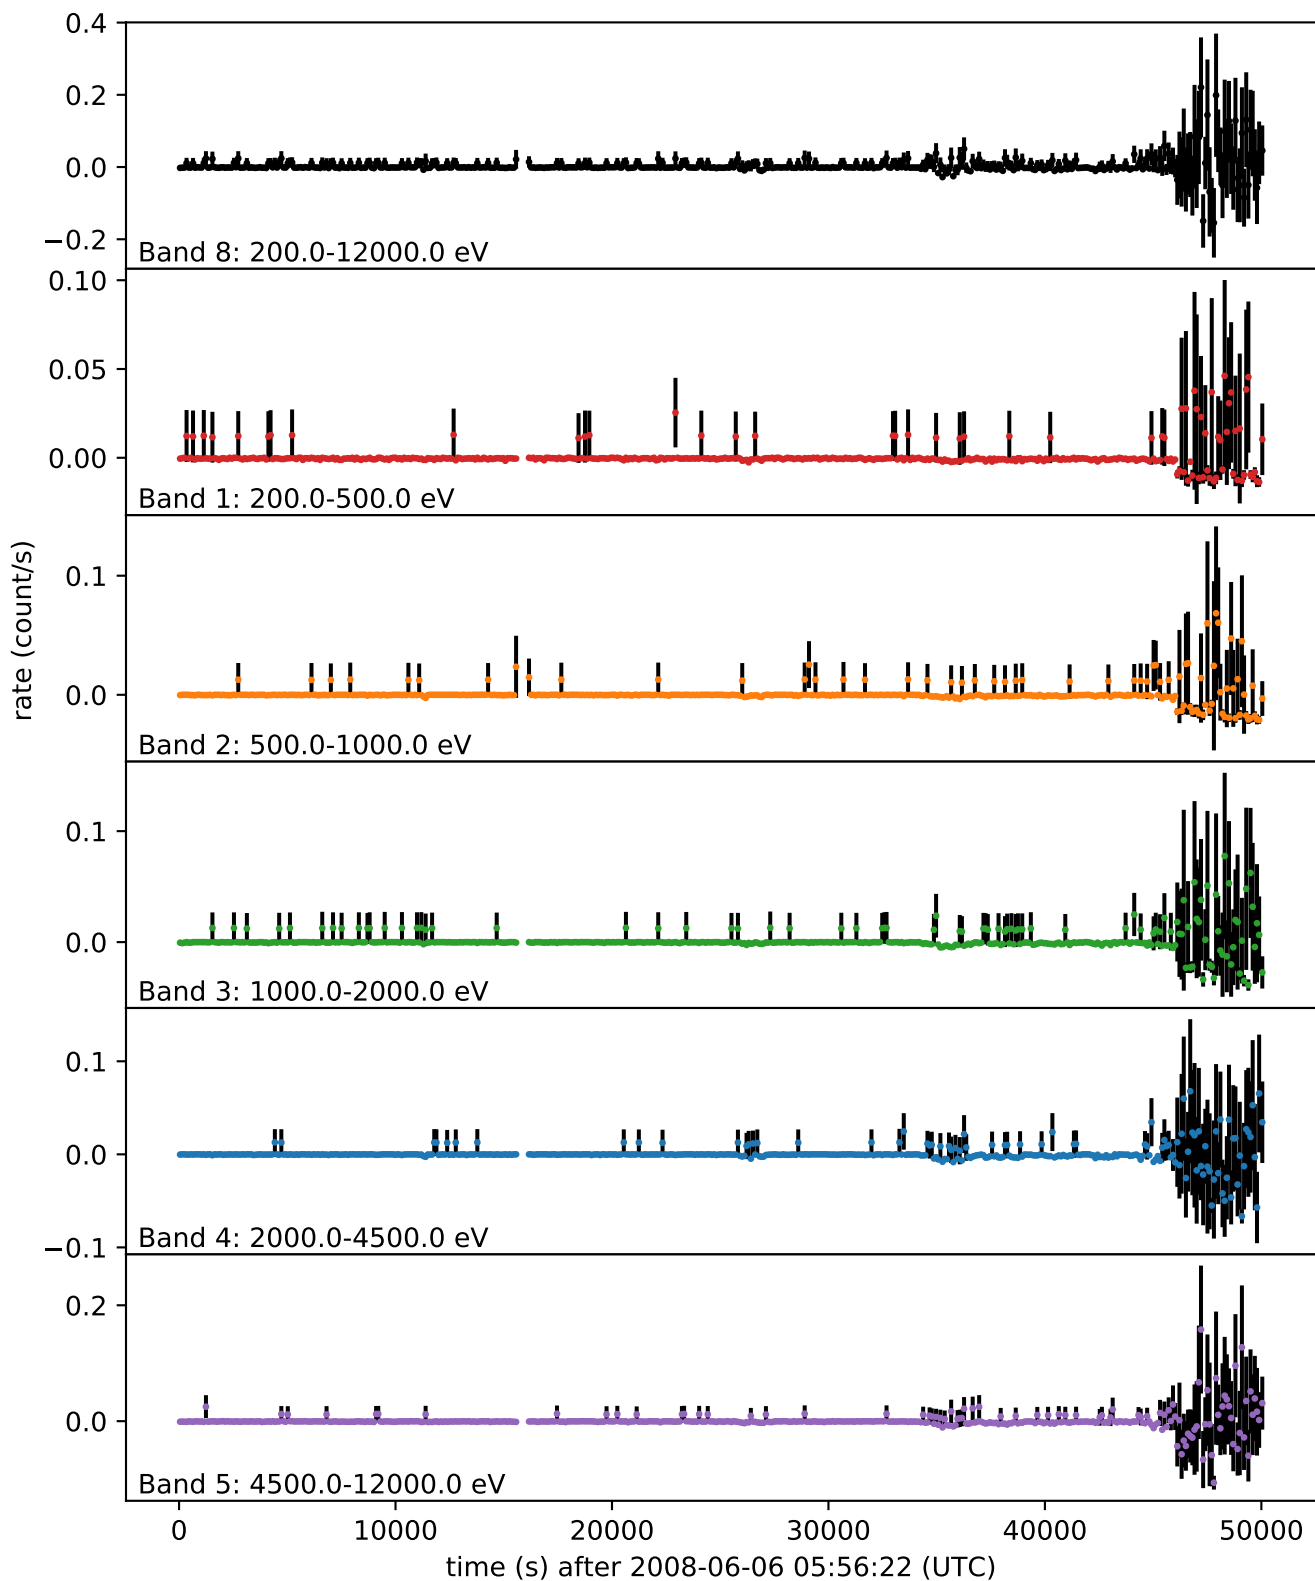 0.4
0.2
0.0
−0.2
Band 8: 200.0-12000.0 eV
0.10
0.05
0.00
Band 1: 200.0-500.0 eV
0.1
0.0
Band 2: 500.0-1000.0 eV
rate (count/s)
0.1
0.0
Band 3: 1000.0-2000.0 eV
0.1
0.0
−0.1
Band 4: 2000.0-4500.0 eV
0.2
0.0
Band 5: 4500.0-12000.0 eV
0 10000 20000 30000 40000 50000
time (s) after 2008-06-06 05:56:22 (UTC)